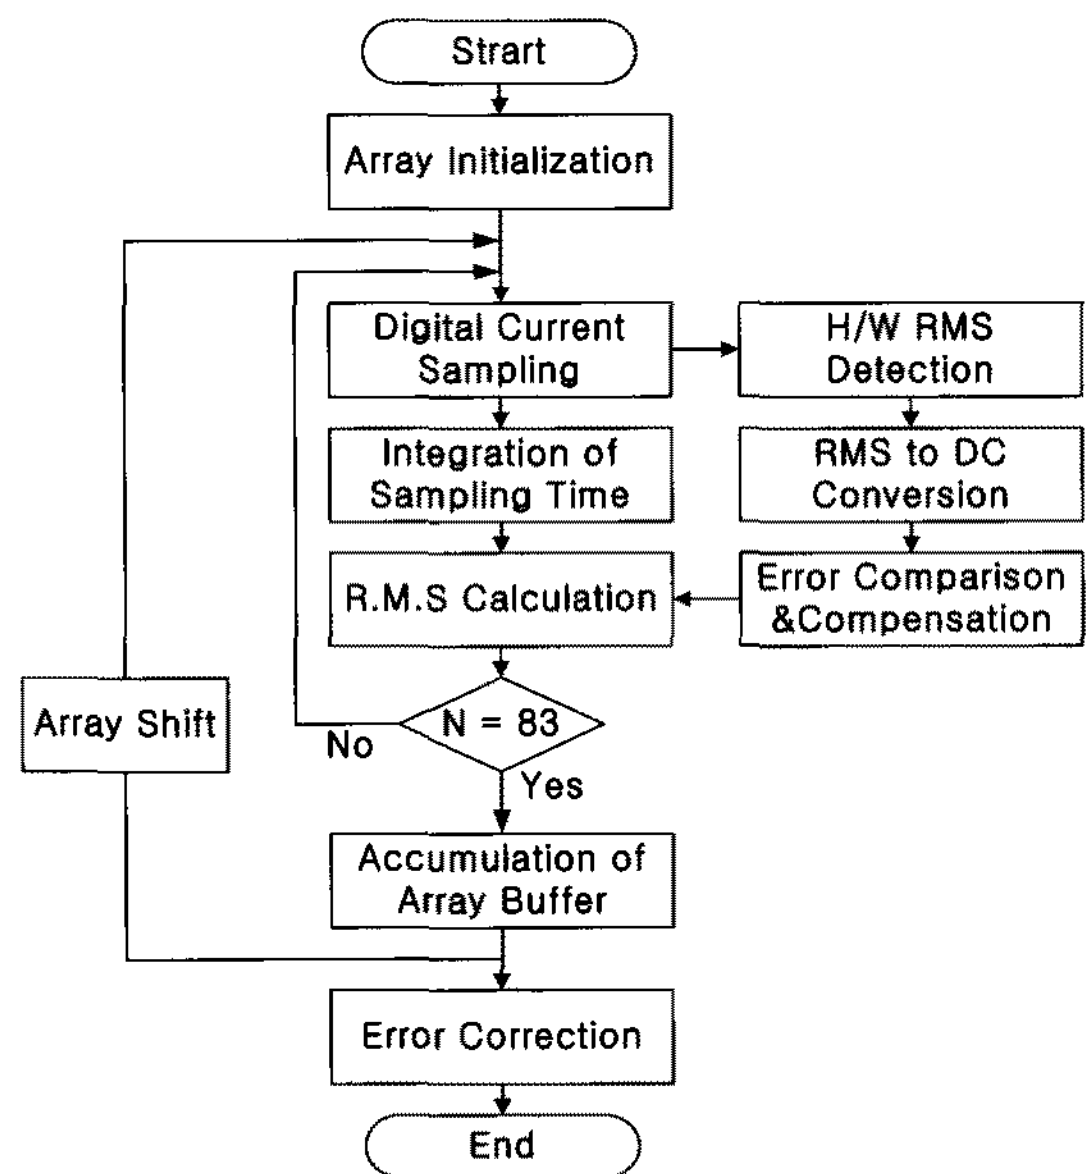 Strart
Array Initialization
Digital Current
Sampling
H/W RMS
Detection
Integration of
Sampling Time
RMS to DC
Conversion
R.M.S Calculation
Error Comparison
&Compensation
Array Shift
N = 83
No
Yes
Accumulation of
Array Buffer
Error Correction
End